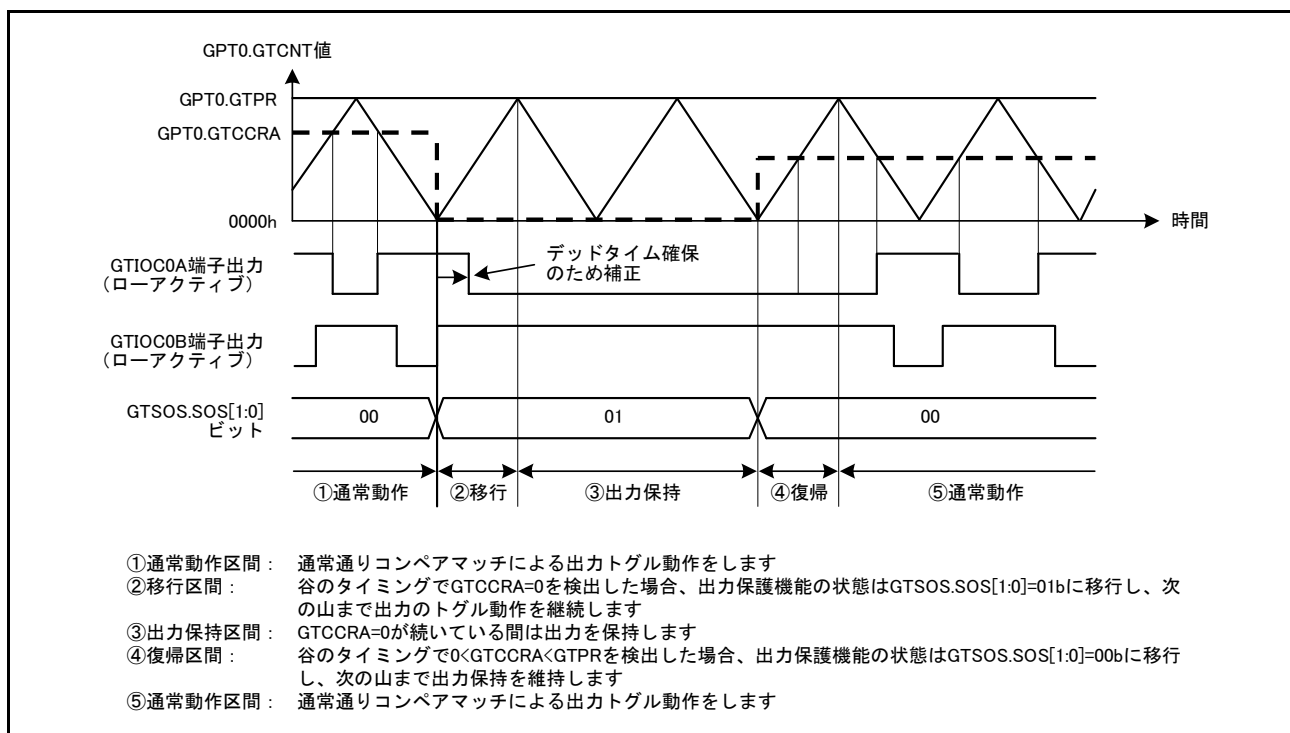 GPT0.GTCNT値
GPT0.GTPR
GPT0.GTCCRA
0000h
時間
GTIOC0A端子出力
(ローアクティブ)
デッドタイム確保
のため補正
GTIOC0B端子出力
(ローアクティブ)
GTSOS.SOS[1:0]
ビット
00
01
00
①通常動作
②移行
③出力保持
④復帰
⑤通常動作
①通常動作区間: 通常通りコンペアマッチによる出力トグル動作をします
②移行区間: 谷のタイミングでGTCCRA=0を検出した場合、出力保護機能の状態はGTSOS.SOS[1:0]=01bに移行し、次
の山まで出力のトグル動作を継続します
③出力保持区間: GTCCRA=0が続いている間は出力を保持します
④復帰区間: 谷のタイミングで0<GTCCRA<GTPRを検出した場合、出力保護機能の状態はGTSOS.SOS[1:0]=00bに移行
し、次の山まで出力保持を維持します
⑤通常動作区間: 通常通りコンペアマッチによる出力トグル動作をします